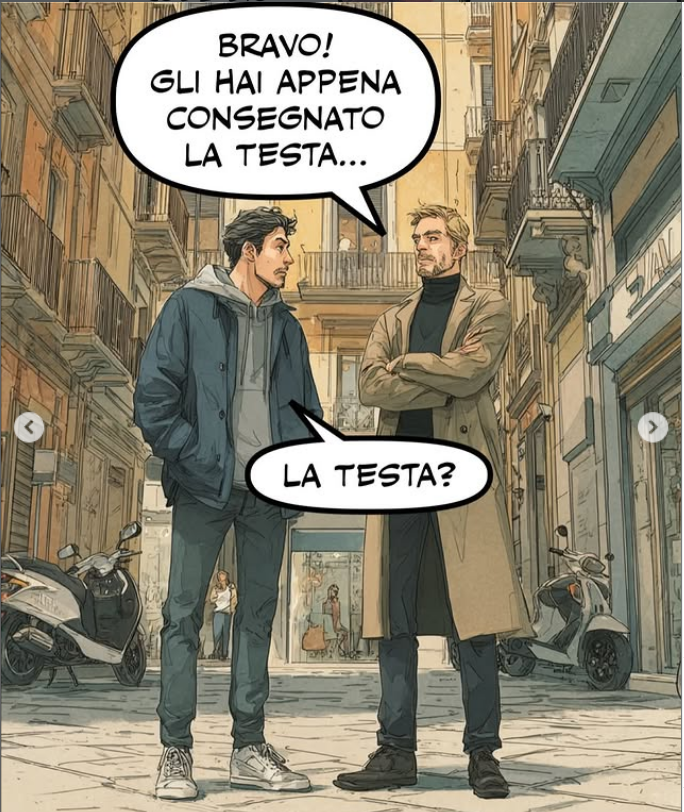 BRAVO!
GLI HAI APPENA
CONSEGNATO
LA TESTA...
LA TESTA?